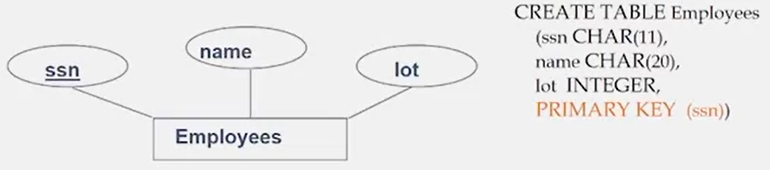 ssn
name
lot
Employees
CREATE TABLE Employees
(ssn CHAR(11),
name CHAR(20),
lot INTEGER,
PRIMARY KEY (ssn))